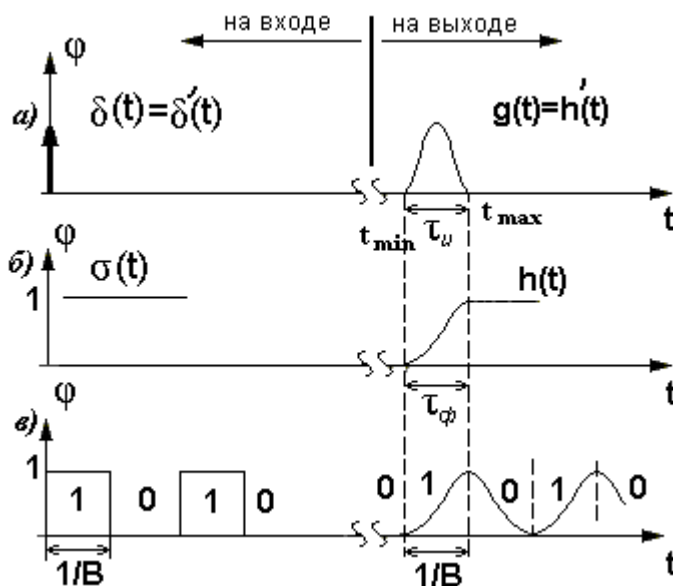 на входе
на выходе
φ
а)
δ(t)=δ′(t)
g(t)=h′(t)
t min
τи
t max
t
φ
б)
1
σ(t)
h(t)
t
τф
φ
в)
1
1 0 1 0
0 1 0 1 0
1/B
1/B
t